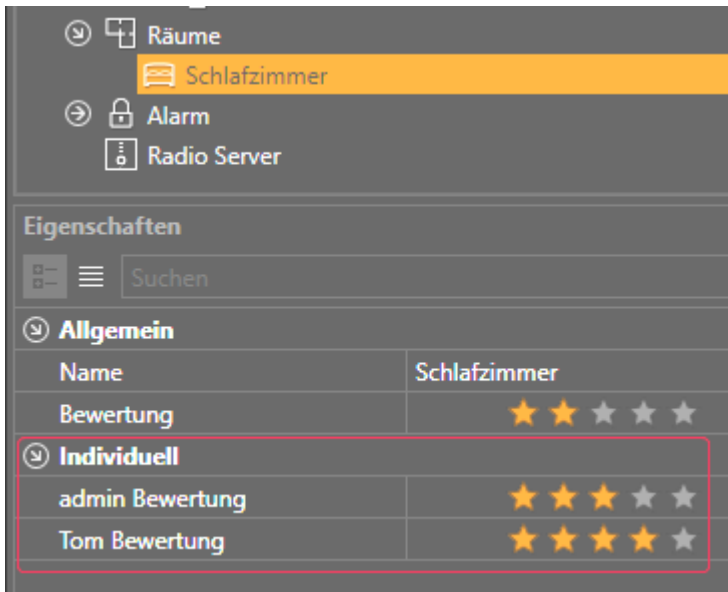 Räume
Schlafzimmer
Alarm
Radio Server
Eigenschaften
Suchen
Allgemein
Name Schlafzimmer
Bewertung
Individuell
admin Bewertung
Tom Bewertung